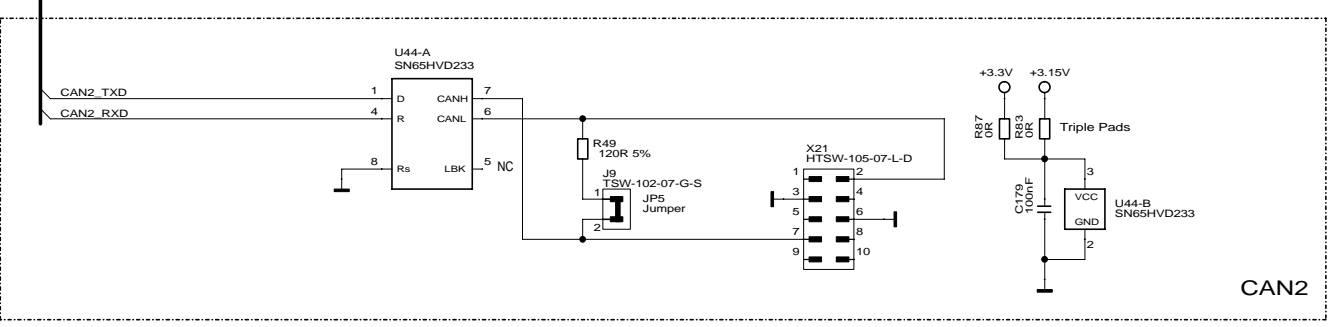 U44-A
SN65HVD233
CAN2_TXD
CAN2_RXD
1 D CANH 7
4 R CANL 6
8 Rs LBK 5 NC
R49
120R 5%
J9
TSW-102-07-G-S
1
2
JP5
Jumper
X21
HTSW-105-07-L-D
1 2
3 4
5 6
7 8
9 10
+3.3V +3.15V
R87
0R
R83
0R
Triple Pads
C179
100nF
3
VCC
GND
2
U44-B
SN65HVD233
CAN2